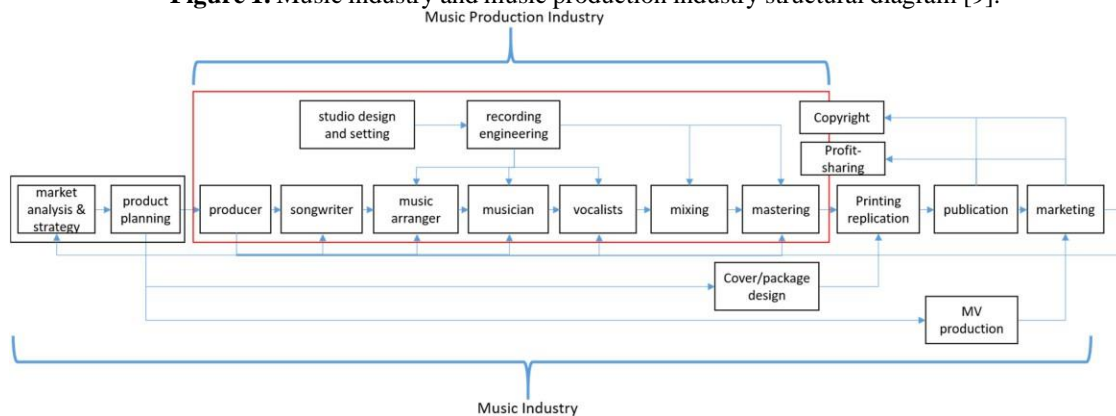 Figure 1. Music industry and music production industry structural diagram [9].
Music Production Industry
studio design
and setting
recording
engineering
Copyright
Profit-
sharing
market
analysis &
strategy
product
planning
producer
songwriter
music
arranger
musician
vocalists
mixing
mastering
Printing
replication
publication
marketing
Cover/package
design
MV
production
Music Industry